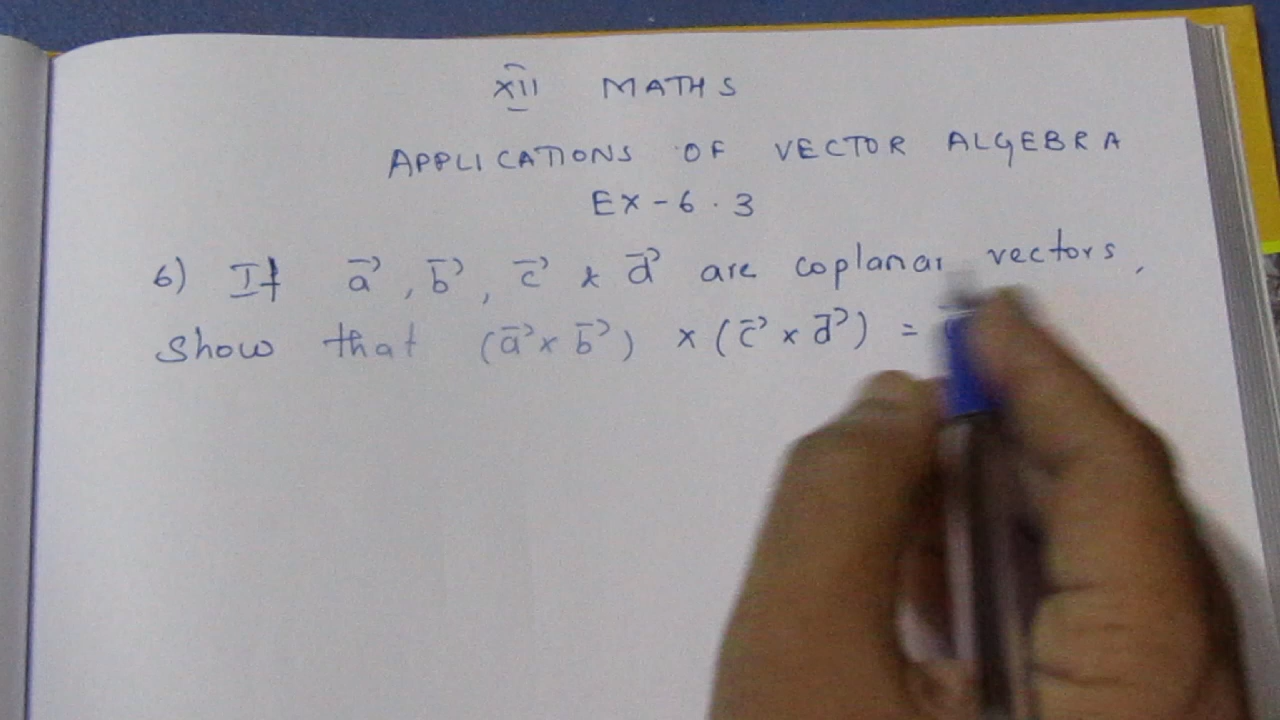 XII MATHS
APPLICATIONS OF VECTOR ALGEBRA
EX-6.3
6) If a⃗, b⃗, c⃗ & d⃗ are coplanar vectors,
show that (a⃗ × b⃗) × (c⃗ × d⃗) =